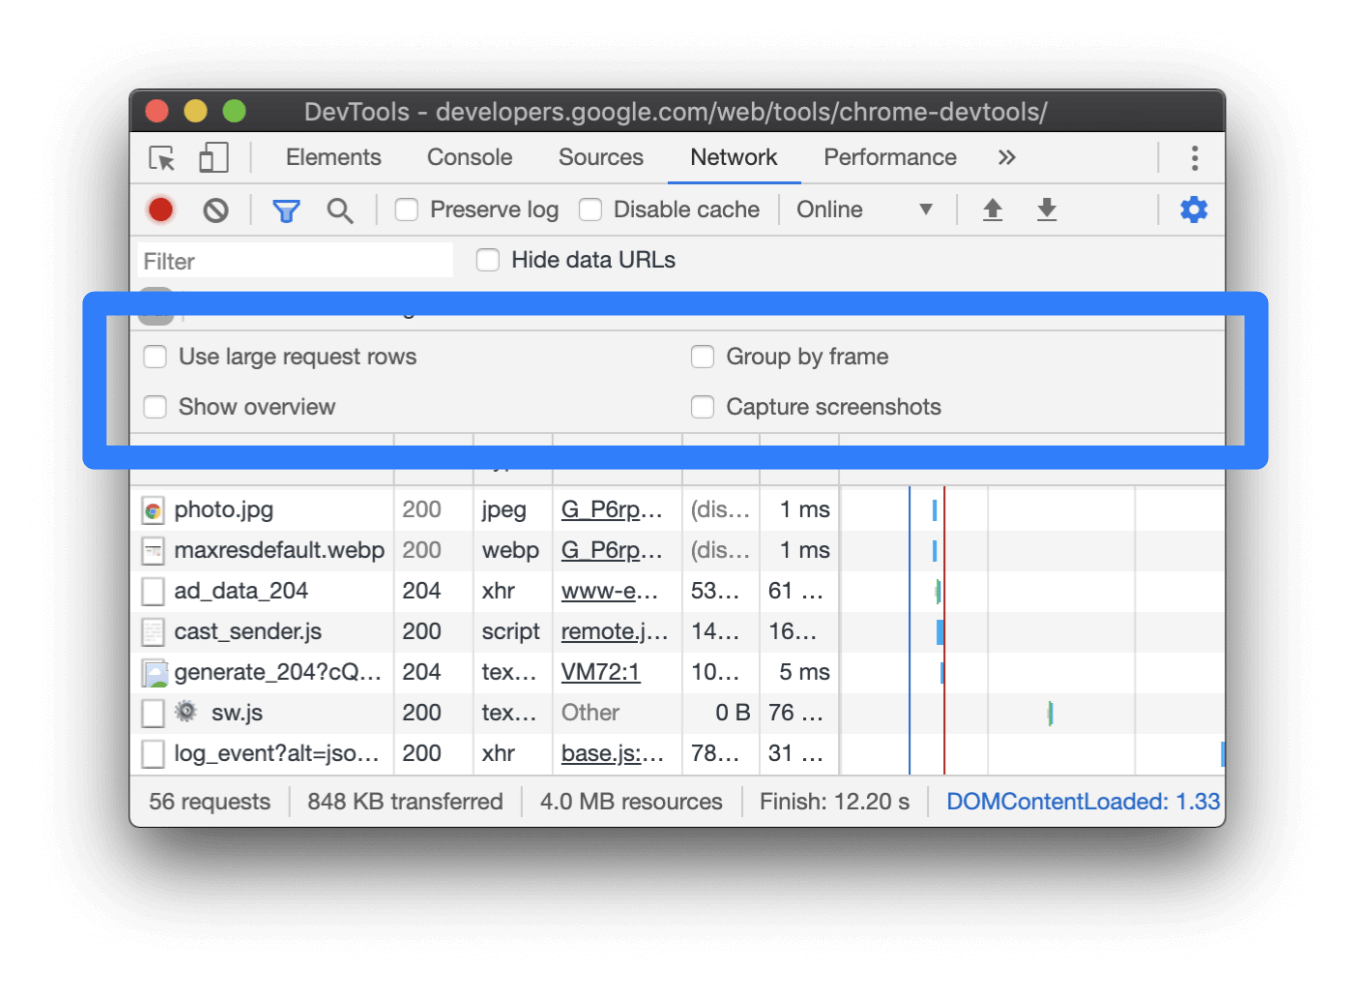 DevTools - developers.google.com/web/tools/chrome-devtools/
Elements Console Sources Network Performance »
Preserve log Disable cache Online
Filter Hide data URLs
Use large request rows Group by frame
Show overview Capture screenshots
photo.jpg 200 jpeg G_P6rp... (dis... 1 ms
maxresdefault.webp 200 webp G_P6rp... (dis... 1 ms
ad_data_204 204 xhr www-e... 53... 61 ...
cast_sender.js 200 script remote.j... 14... 16...
generate_204?cQ... 204 tex... VM72:1 10... 5 ms
sw.js 200 tex... Other 0 B 76 ...
log_event?alt=jso... 200 xhr base.js:... 78... 31 ...
56 requests 848 KB transferred 4.0 MB resources Finish: 12.20 s DOMContentLoaded: 1.33